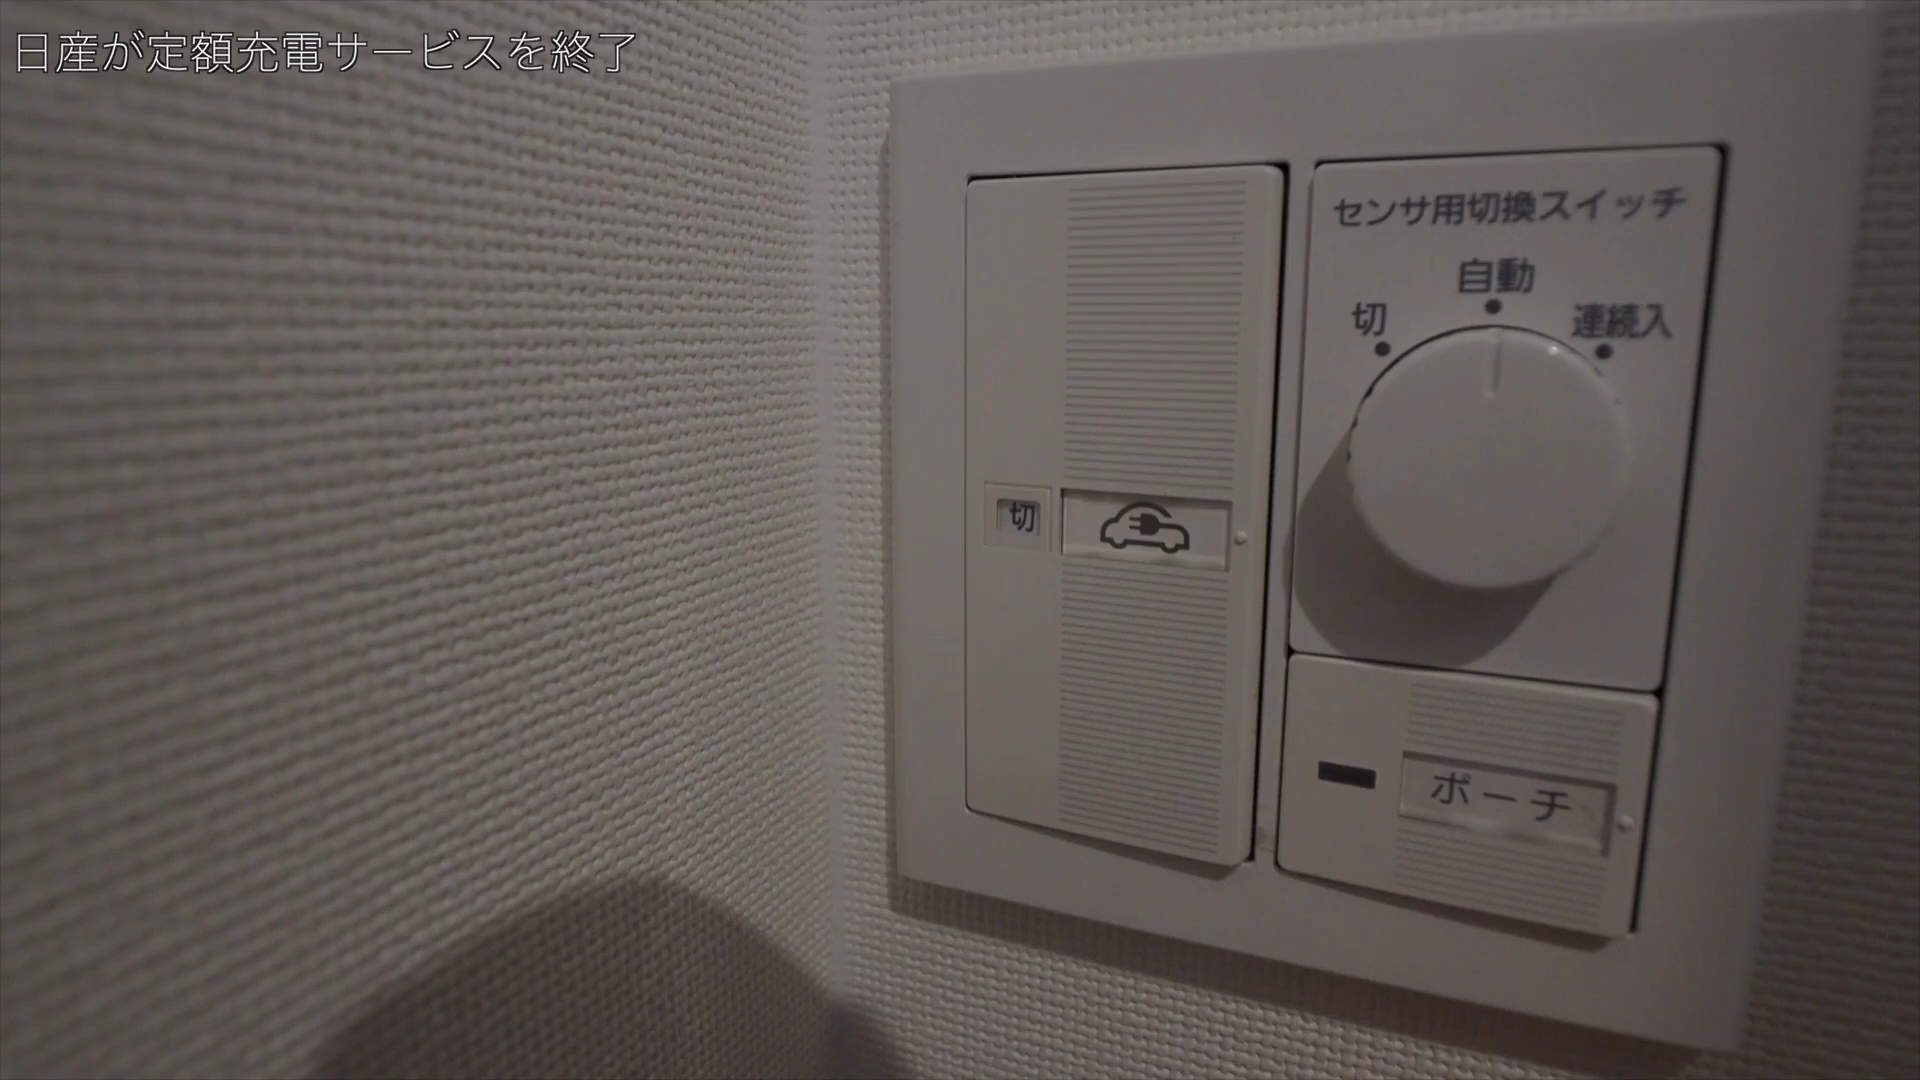 日産が定額充電サービスを終了
センサ用切換スイッチ
自動
切
連続入
切
ポーチ